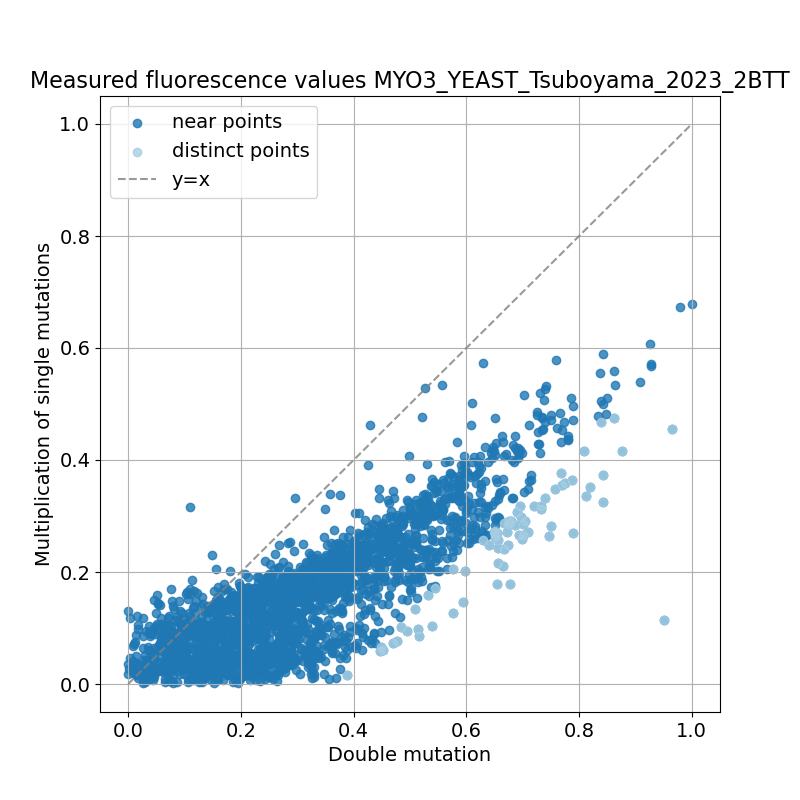 Measured fluorescence values MYO3_YEAST_Tsuboyama_2023_2BTT
near points
distinct points
y=x
Multiplication of single mutations
1.0
0.8
0.6
0.4
0.2
0.0
0.0 0.2 0.4 0.6 0.8 1.0
Double mutation